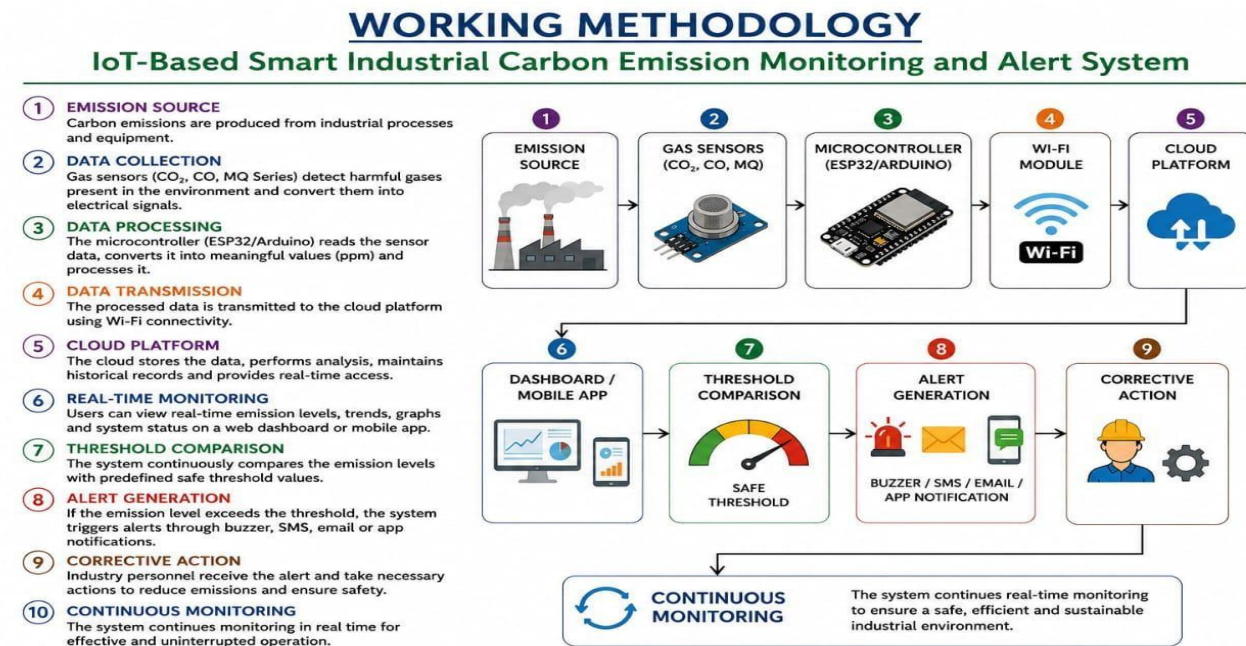 WORKING METHODOLOGY
IoT-Based Smart Industrial Carbon Emission Monitoring and Alert System
1 EMISSION SOURCE
Carbon emissions are produced from industrial processes
and equipment.
2 DATA COLLECTION
Gas sensors (CO₂, CO, MQ Series) detect harmful gases
present in the environment and convert them into
electrical signals.
3 DATA PROCESSING
The microcontroller (ESP32/Arduino) reads the sensor
data, converts it into meaningful values (ppm) and
processes it.
4 DATA TRANSMISSION
The processed data is transmitted to the cloud platform
using Wi-Fi connectivity.
5 CLOUD PLATFORM
The cloud stores the data, performs analysis, maintains
historical records and provides real-time access.
6 REAL-TIME MONITORING
Users can view real-time emission levels, trends, graphs
and system status on a web dashboard or mobile app.
7 THRESHOLD COMPARISON
The system continuously compares the emission levels
with predefined safe threshold values.
8 ALERT GENERATION
If the emission level exceeds the threshold, the system
triggers alerts through buzzer, SMS, email or app
notifications.
9 CORRECTIVE ACTION
Industry personnel receive the alert and take necessary
actions to reduce emissions and ensure safety.
10 CONTINUOUS MONITORING
The system continues monitoring in real time for
effective and uninterrupted operation.
1
EMISSION
SOURCE
2
GAS SENSORS
(CO₂, CO, MQ)
3
MICROCONTROLLER
(ESP32/ARDUINO)
4
WI-FI
MODULE
Wi-Fi
5
CLOUD
PLATFORM
6
DASHBOARD /
MOBILE APP
7
THRESHOLD
COMPARISON
SAFE
THRESHOLD
8
ALERT
GENERATION
BUZZER / SMS / EMAIL /
APP NOTIFICATION
9
CORRECTIVE
ACTION
CONTINUOUS
MONITORING
The system continues real-time monitoring
to ensure a safe, efficient and sustainable
industrial environment.